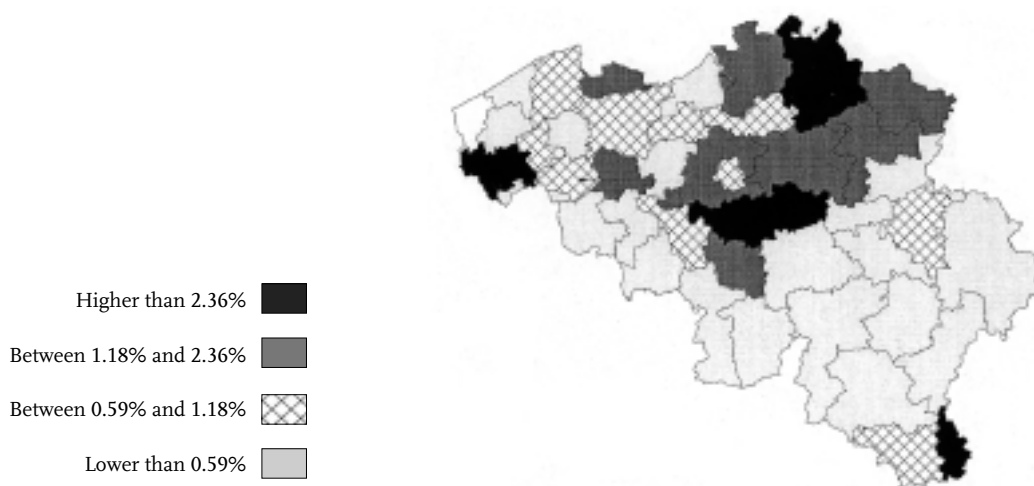 Higher than 2.36%
Between 1.18% and 2.36%
Between 0.59% and 1.18%
Lower than 0.59%